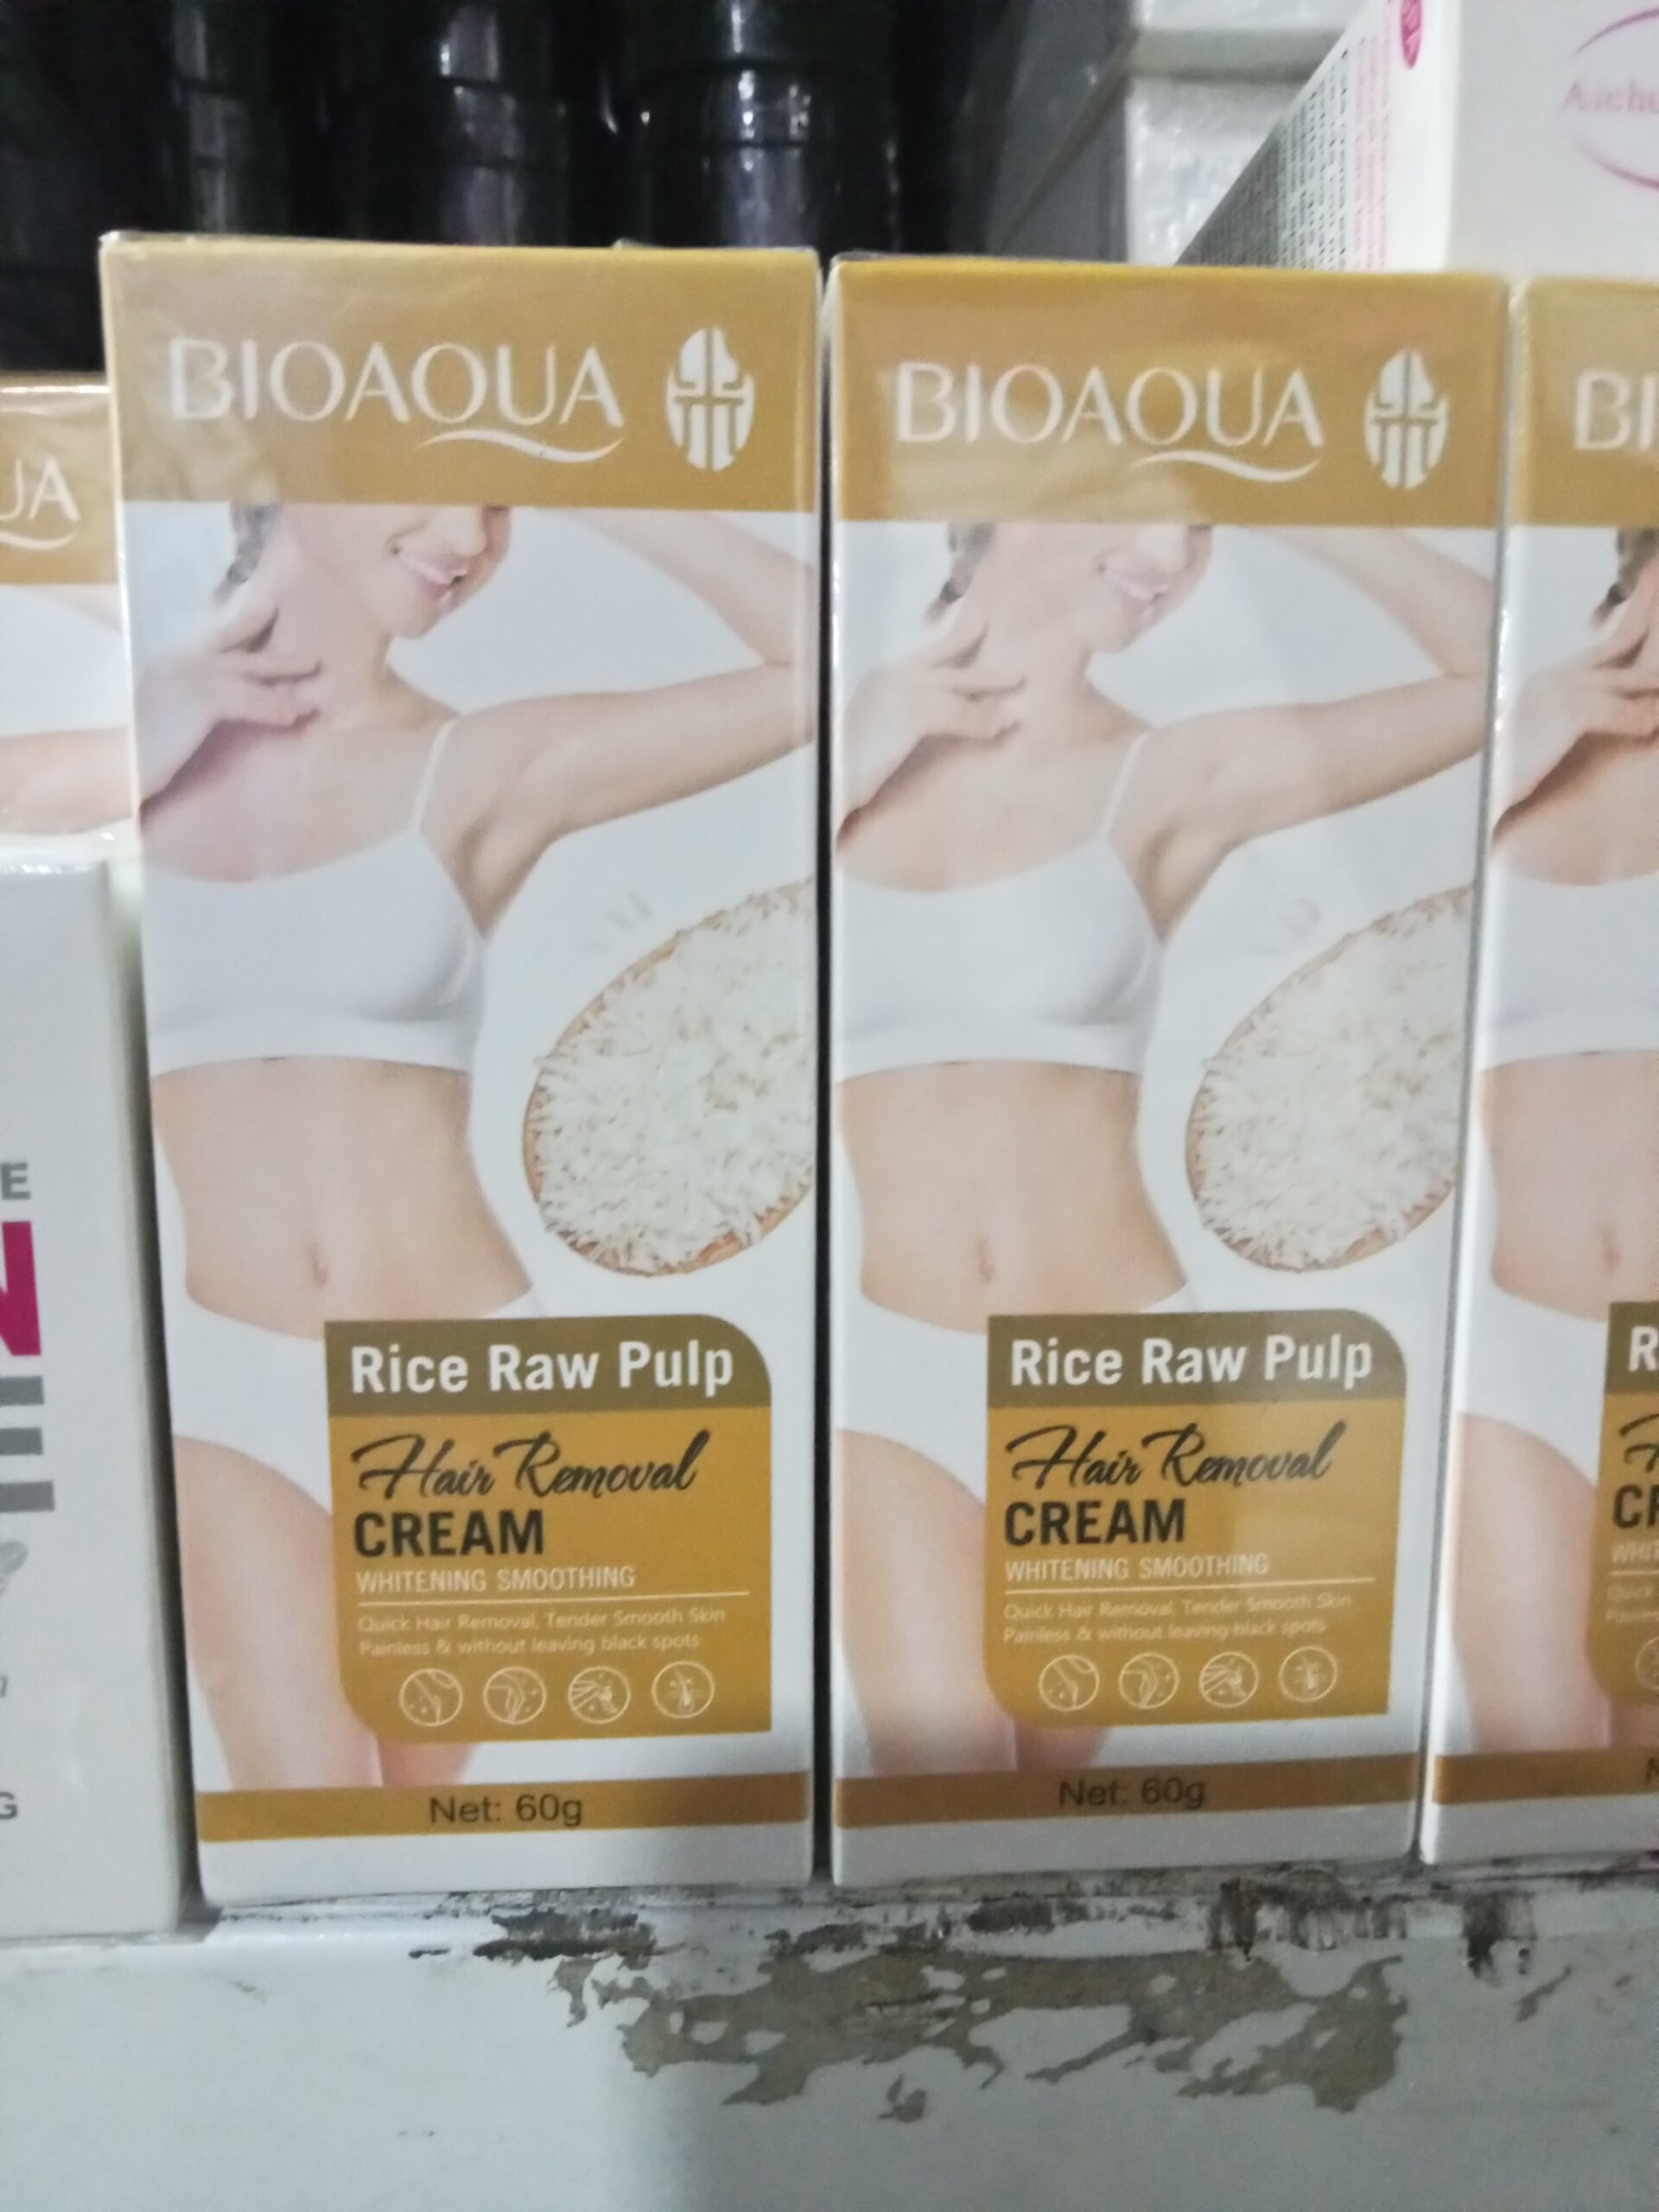 BIOAQUA
Rice Raw Pulp
Hair Removal
CREAM
WHITENING SMOOTHING
Quick Hair Removal, Tender Smooth Skin
Painless & without leaving black spots
Net: 60g
BIOAQUA
Rice Raw Pulp
Hair Removal
CREAM
WHITENING SMOOTHING
Quick Hair Removal, Tender Smooth Skin
Painless & without leaving black spots
Net: 60g